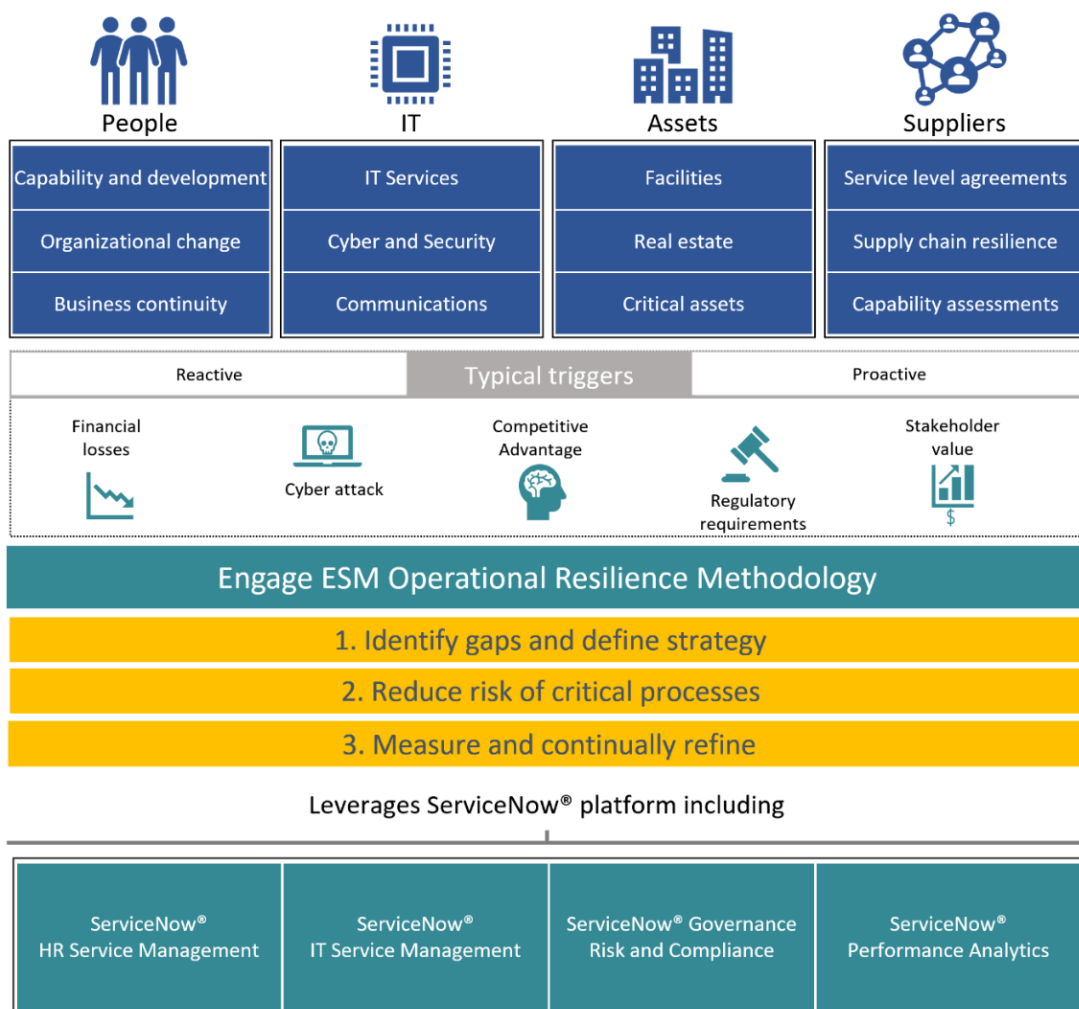 People
IT
Assets
Suppliers
Capability and development
IT Services
Facilities
Service level agreements
Organizational change
Cyber and Security
Real estate
Supply chain resilience
Business continuity
Communications
Critical assets
Capability assessments
Reactive
Typical triggers
Proactive
Financial
losses
Cyber attack
Competitive
Advantage
Regulatory
requirements
Stakeholder
value
$
Engage ESM Operational Resilience Methodology
1. Identify gaps and define strategy
2. Reduce risk of critical processes
3. Measure and continually refine
Leverages ServiceNow® platform including
ServiceNow®
HR Service Management
ServiceNow®
IT Service Management
ServiceNow® Governance
Risk and Compliance
ServiceNow®
Performance Analytics